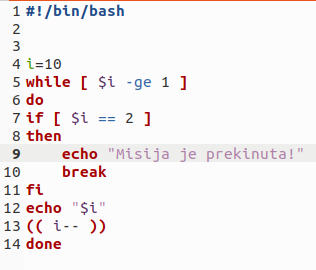 1 #!/bin/bash
2
3
4 i=10
5 while [ $i -ge 1 ]
6 do
7 if [ $i == 2 ]
8 then
9     echo "Misija je prekinuta!"
10     break
11 fi
12 echo "$i"
13 (( i-- ))
14 done